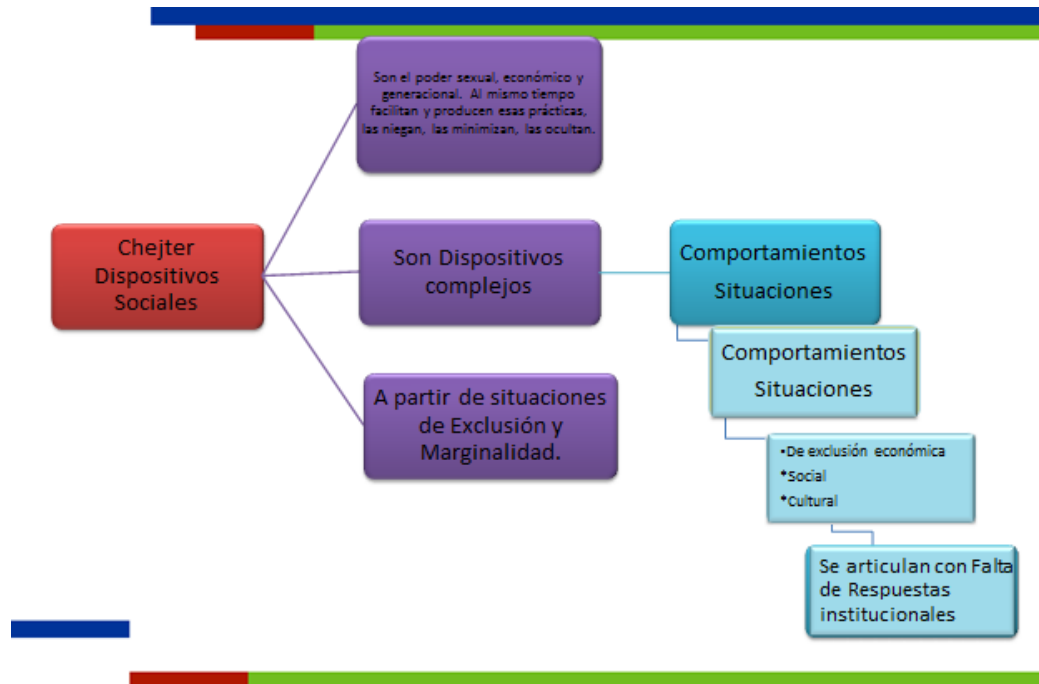 Son el poder sexual, económico y
generacional. Al mismo tiempo
facilitan y producen esas prácticas,
las niegan, las minimizan, las ocultan.
Chejter
Dispositivos
Sociales
Son Dispositivos
complejos
Comportamientos
Situaciones
Comportamientos
Situaciones
A partir de situaciones
de Exclusión y
Marginalidad.
•De exclusión económica
*Social
*Cultural
Se articulan con Falta
de Respuestas
institucionales